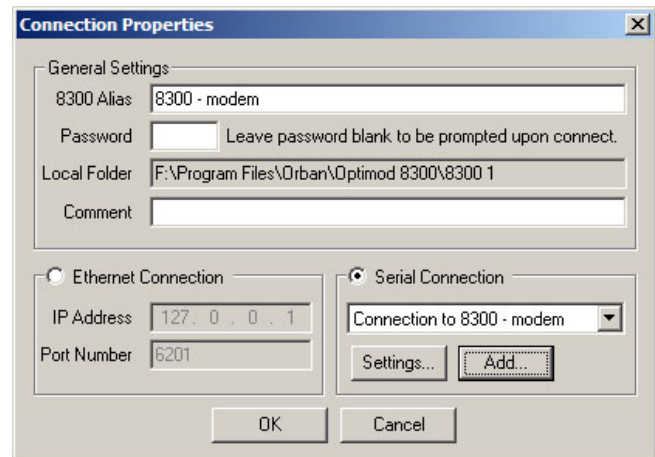 Connection Properties
General Settings
8300 Alias 8300 - modem
Password Leave password blank to be prompted upon connect.
Local Folder F:\Program Files\Orban\Optimod 8300\8300 1
Comment
Ethernet Connection
IP Address 127. 0 . 0 . 1
Port Number 6201
Serial Connection
Connection to 8300 - modem
Settings... Add...
OK Cancel